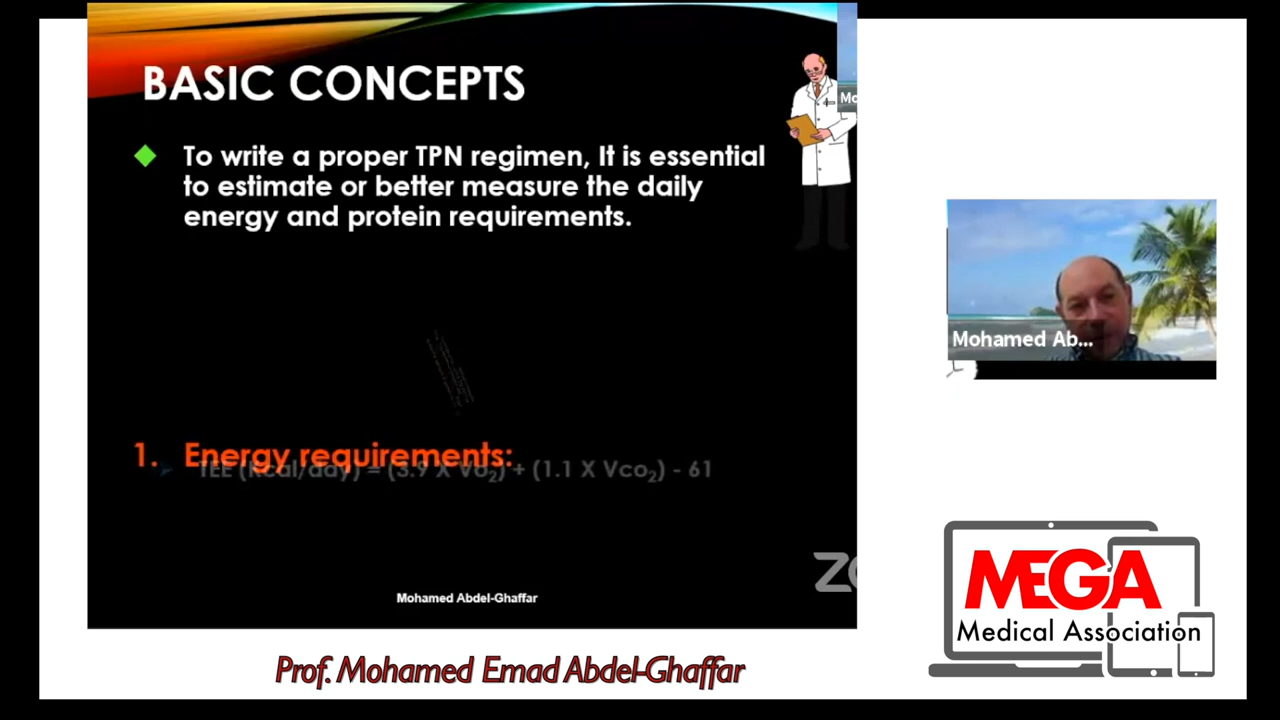 BASIC CONCEPTS
To write a proper TPN regimen, It is essential
to estimate or better measure the daily
energy and protein requirements.
1. Energy requirements:
TEE (Kcal/day) = (3.9 X Vo₂) + (1.1 X Vco₂) - 61
Mohamed Abdel-Ghaffar
Mo
Mohamed Ab...
MEGA
Medical Association
Prof. Mohamed Emad Abdel-Ghaffar